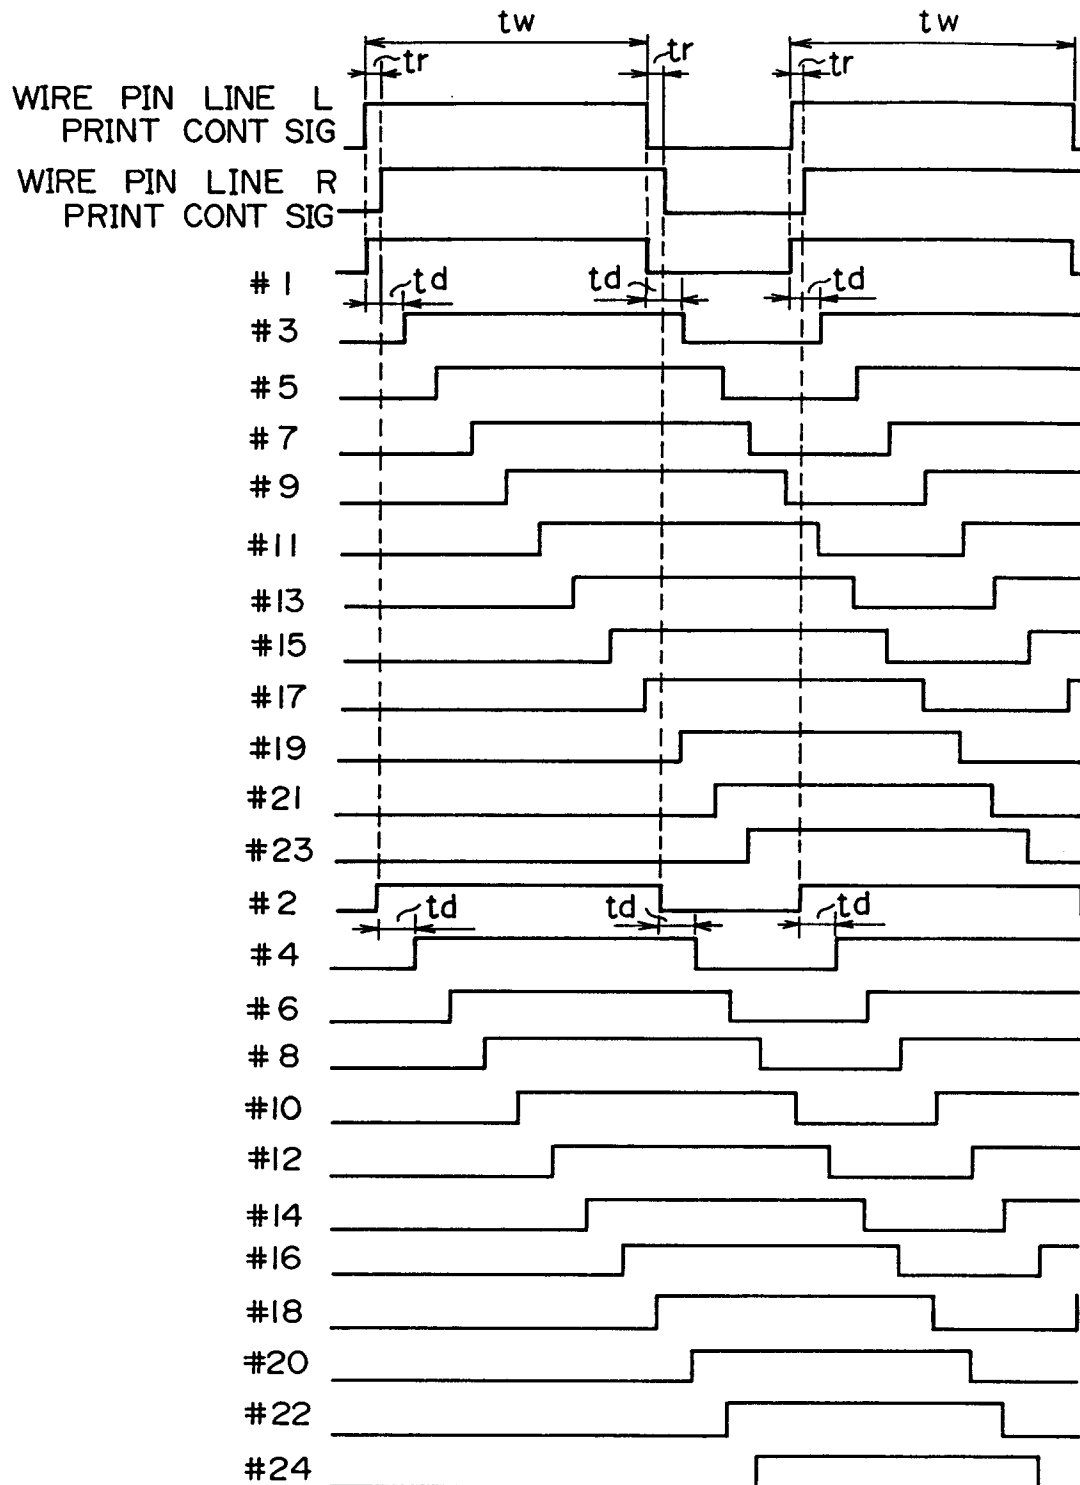 tw tw
tr tr tr
WIRE PIN LINE L
PRINT CONT SIG
WIRE PIN LINE R
PRINT CONT SIG
#1 td td td
#3
#5
#7
#9
#11
#13
#15
#17
#19
#21
#23
#2 td td td
#4
#6
#8
#10
#12
#14
#16
#18
#20
#22
#24